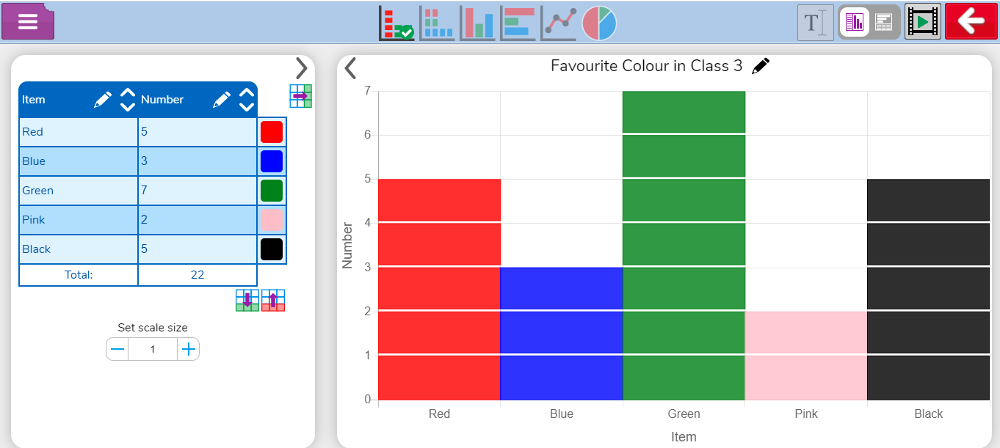 T
Favourite Colour in Class 3
Item Number
Red 5
Blue 3
Green 7
Pink 2
Black 5
Total: 22
Set scale size
1
Number
7
6
5
4
3
2
1
0
Red Blue Green Pink Black
Item